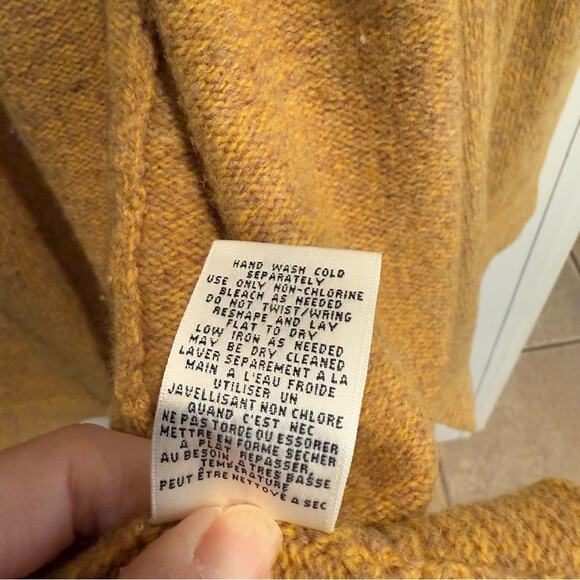 HAND WASH COLD
SEPARATELY
USE ONLY NON-CHLORINE
BLEACH AS NEEDED
DO NOT TWIST/WRING
RESHAPE AND LAY
FLAT TO DRY
LOW IRON AS NEEDED
MAY BE DRY CLEANED
LAVER SEPAREMENT A LA
MAIN A L'EAU FROIDE
UTILISER UN
JAVELLISANT NON CHLORE
QUAND C'EST NEC
NE PAS TORDE OU ESSORER
METTRE EN FORME SECHER
A PLAT REPASSER,
AU BESOIN A TRES BASSE
TEMPÉRATURE
PEUT ÊTRE NETTOVÉ A SEC